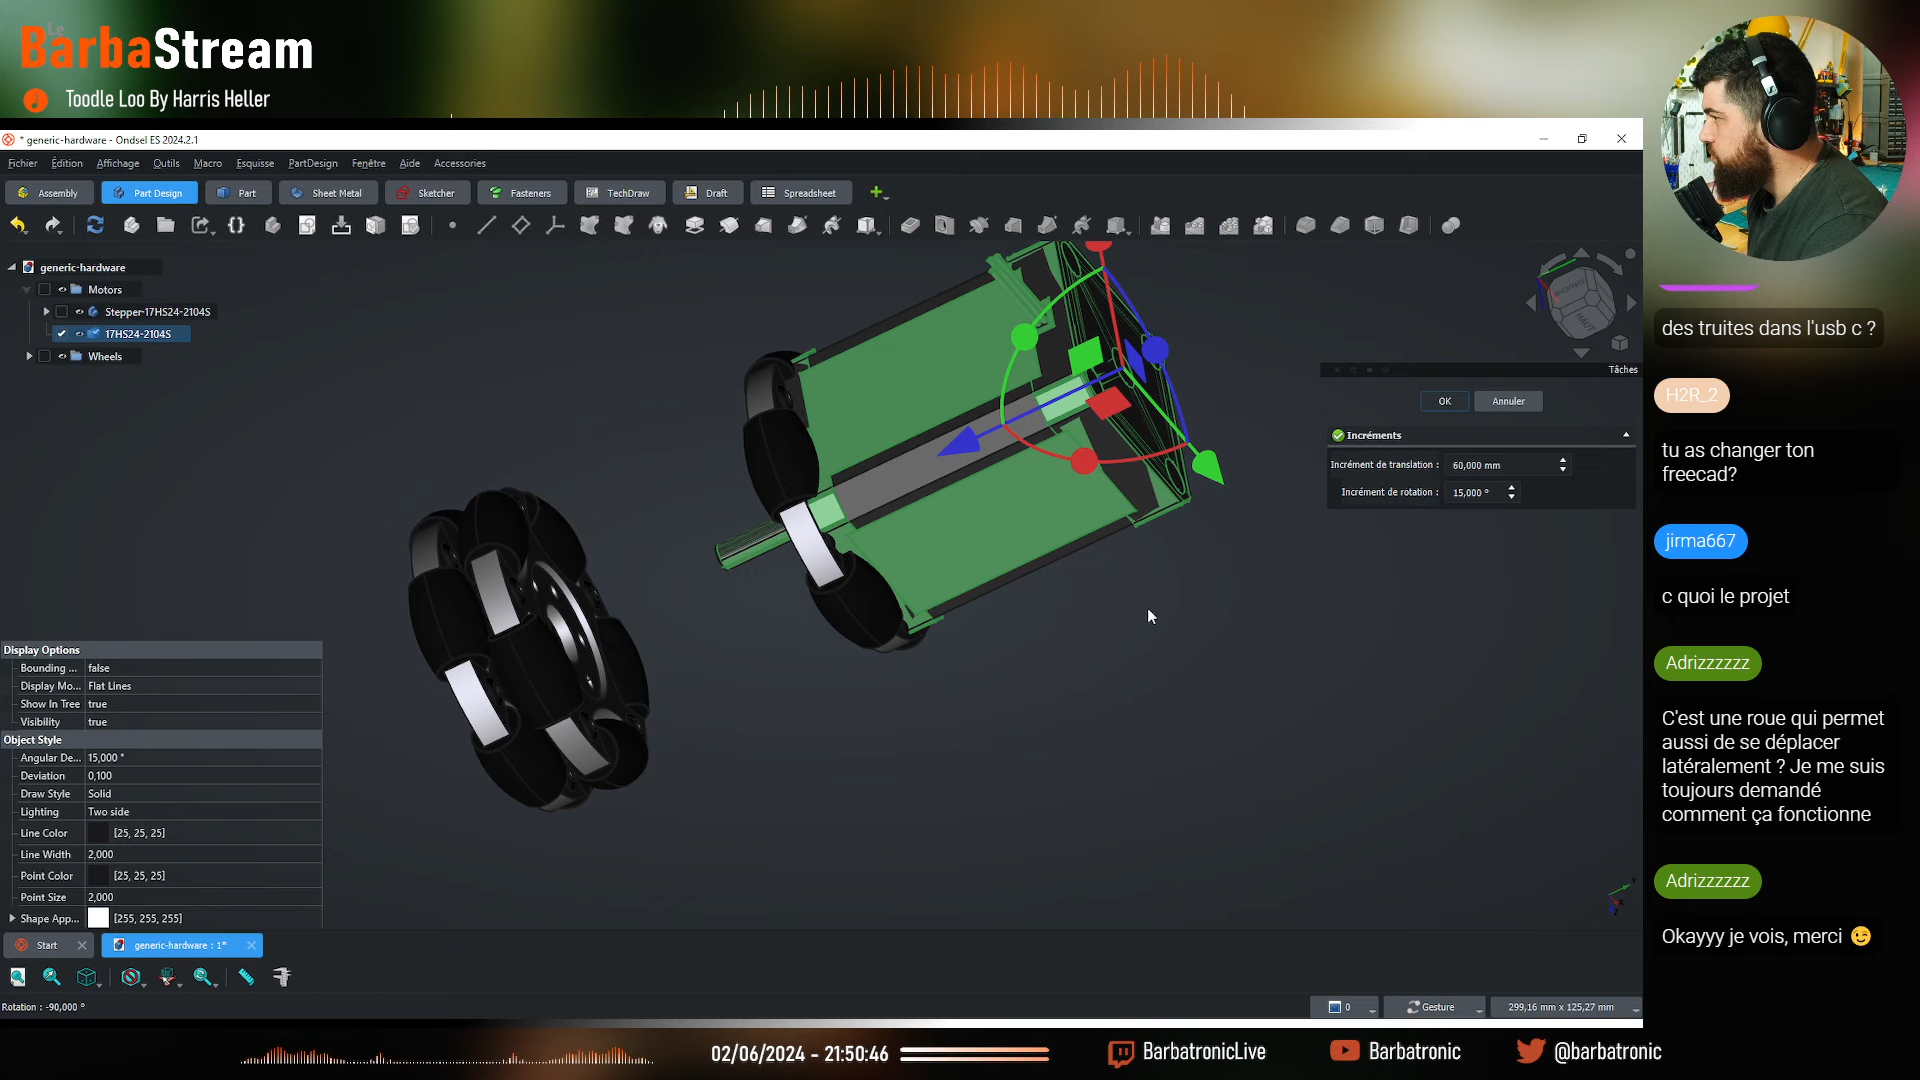 Le
BarbaStream
Toodle Loo By Harris Heller
* generic-hardware - Ondsel ES 2024.2.1
Fichier Édition Affichage Outils Macro Esquisse PartDesign Fenêtre Aide Accessories
Assembly Part Design Part Sheet Metal Sketcher Fasteners TechDraw Draft Spreadsheet
generic-hardware
Motors
Stepper-17HS24-2104S
17HS24-2104S
Wheels
HAUT
Tâches
OK Annuler
Incréments
Incrément de translation : 60,000 mm
Incrément de rotation : 15,000 °
Display Options
Bounding ... false
Display Mo... Flat Lines
Show In Tree true
Visibility true
Object Style
Angular De... 15,000 °
Deviation 0,100
Draw Style Solid
Lighting Two side
Line Color [25, 25, 25]
Line Width 2,000
Point Color [25, 25, 25]
Point Size 2,000
Shape App... [255, 255, 255]
Start generic-hardware : 1*
Rotation : -90,000 °
0 Gesture 299,16 mm x 125,27 mm
des truites dans l'usb c ?
H2R_2
tu as changer ton
freecad?
jirma667
c quoi le projet
Adrizzzzzz
C'est une roue qui permet
aussi de se déplacer
latéralement ? Je me suis
toujours demandé
comment ça fonctionne
Adrizzzzzz
Okayyy je vois, merci 😉
02/06/2024 - 21:50:46
BarbatronicLive Barbatronic @barbatronic